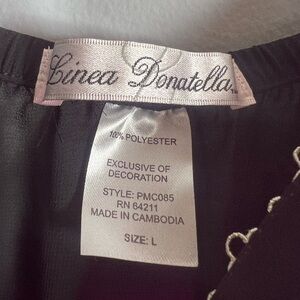 Linea Donatella
100% POLYESTER
EXCLUSIVE OF
DECORATION
STYLE: PMC085
RN 64211
MADE IN CAMBODIA
SIZE: L